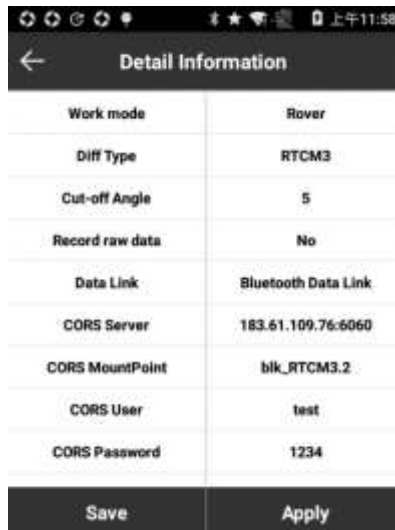 上午11:58
Detail Information
Work mode Rover
Diff Type RTCM3
Cut-off Angle 5
Record raw data No
Data Link Bluetooth Data Link
CORS Server 183.61.109.76:6060
CORS MountPoint blk_RTCM3.2
CORS User test
CORS Password 1234
Save Apply